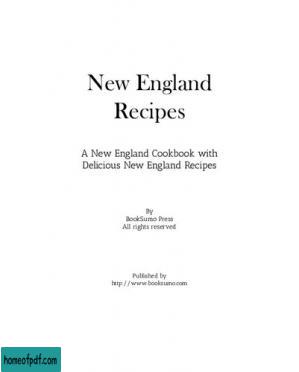 New England
Recipes
A New England Cookbook with
Delicious New England Recipes
By
BookSumo Press
All rights reserved
Published by
http://www.booksumo.com
homeofpdf.com